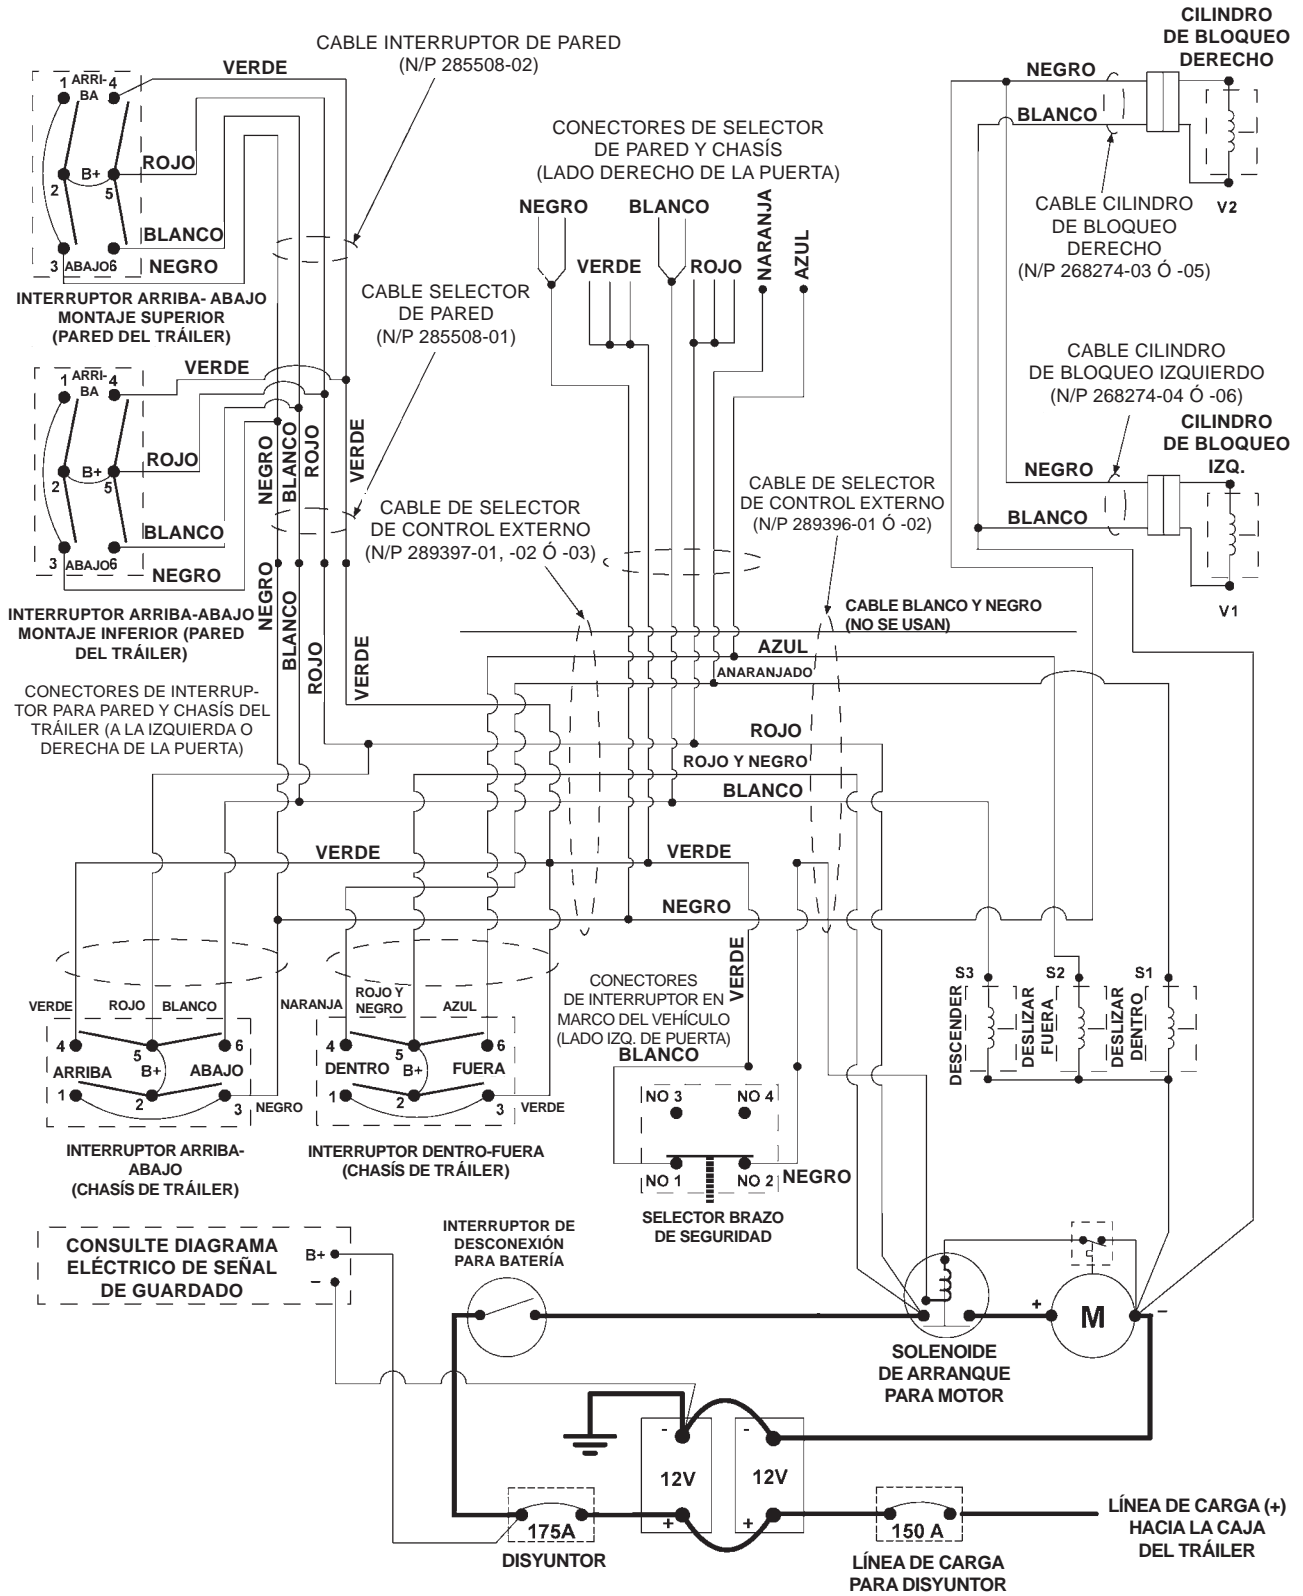 CILINDRO
DE BLOQUEO
DERECHO
NEGRO
BLANCO
V2
CABLE CILINDRO
DE BLOQUEO
DERECHO
(N/P 268274-03 Ó -05)
CABLE INTERRUPTOR DE PARED
(N/P 285508-02)
VERDE
1 ARRI- 4
BA
ROJO
2 B+ 5
BLANCO
3 ABAJO 6
NEGRO
INTERRUPTOR ARRIBA- ABAJO
MONTAJE SUPERIOR
(PARED DEL TRÁILER)
CONECTORES DE SELECTOR
DE PARED Y CHASÍS
(LADO DERECHO DE LA PUERTA)
NEGRO
BLANCO
VERDE
ROJO
NARANJA
AZUL
CABLE SELECTOR
DE PARED
(N/P 285508-01)
CABLE CILINDRO
DE BLOQUEO IZQUIERDO
(N/P 268274-04 Ó -06)
CILINDRO
DE BLOQUEO
IZQ.
NEGRO
BLANCO
V1
VERDE
1 ARRI- 4
BA
ROJO
2 B+ 5
BLANCO
3 ABAJO 6
NEGRO
INTERRUPTOR ARRIBA-ABAJO
MONTAJE INFERIOR (PARED
DEL TRÁILER)
NEGRO
BLANCO
ROJO
VERDE
NEGRO
BLANCO
ROJO
VERDE
CABLE DE SELECTOR
DE CONTROL EXTERNO
(N/P 289397-01, -02 Ó -03)
CABLE DE SELECTOR
DE CONTROL EXTERNO
(N/P 289396-01 Ó -02)
CABLE BLANCO Y NEGRO
(NO SE USAN)
AZUL
ANARANJADO
ROJO
ROJO Y NEGRO
BLANCO
CONECTORES DE INTERRUP-
TOR PARA PARED Y CHASÍS DEL
TRÁILER (A LA IZQUIERDA O
DERECHA DE LA PUERTA)
VERDE
VERDE
NEGRO
VERDE
VERDE
ROJO
BLANCO
4
5
6
ARRIBA
B+
ABAJO
1
2
3
NEGRO
INTERRUPTOR ARRIBA-
ABAJO
(CHASÍS DE TRÁILER)
NARANJA
ROJO Y
NEGRO
AZUL
4
5
6
DENTRO
B+
FUERA
1
2
3
VERDE
INTERRUPTOR DENTRO-FUERA
(CHASÍS DE TRÁILER)
CONECTORES
DE INTERRUPTOR EN
MARCO DEL VEHÍCULO
(LADO IZQ. DE PUERTA)
BLANCO
NO 3
NO 4
NO 1
NO 2
NEGRO
SELECTOR BRAZO
DE SEGURIDAD
S3
S2
S1
DESCENDER
DESLIZAR
FUERA
DESLIZAR
DENTRO
CONSULTE DIAGRAMA
ELÉCTRICO DE SEÑAL
DE GUARDADO
B+
–
INTERRUPTOR DE
DESCONEXIÓN
PARA BATERÍA
SOLENOIDE
DE ARRANQUE
PARA MOTOR
+
M
–
-
-
12V
12V
+
+
175A
DISYUNTOR
150 A
LÍNEA DE CARGA
PARA DISYUNTOR
LÍNEA DE CARGA (+)
HACIA LA CAJA
DEL TRÁILER